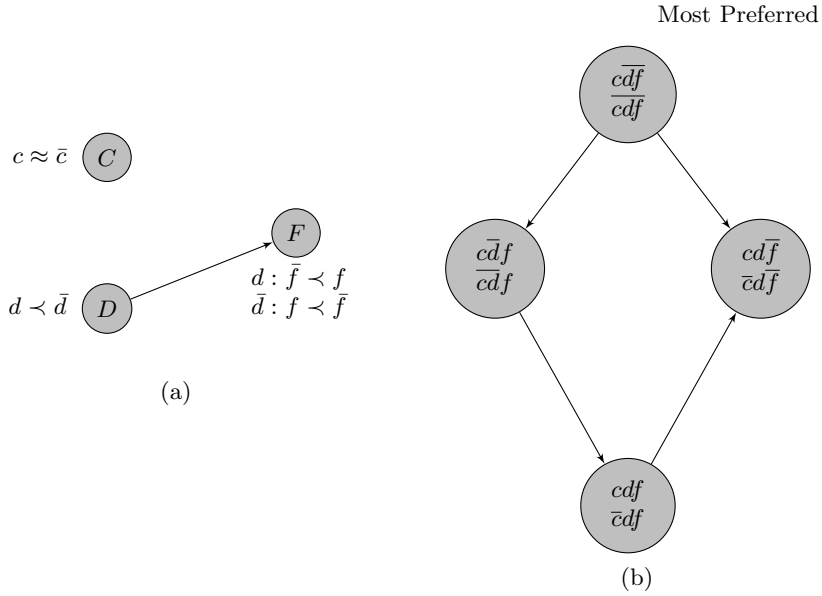 Most Preferred
c ≈ c̄
C
d ≺ d̄
D
F
d : f̄ ≺ f
d̄ : f ≺ f̄
(a)
cd̅f̅
c̅d̅f̅
cd̅f
c̅d̅f
cdf̅
c̅df̅
cdf
c̅df
(b)